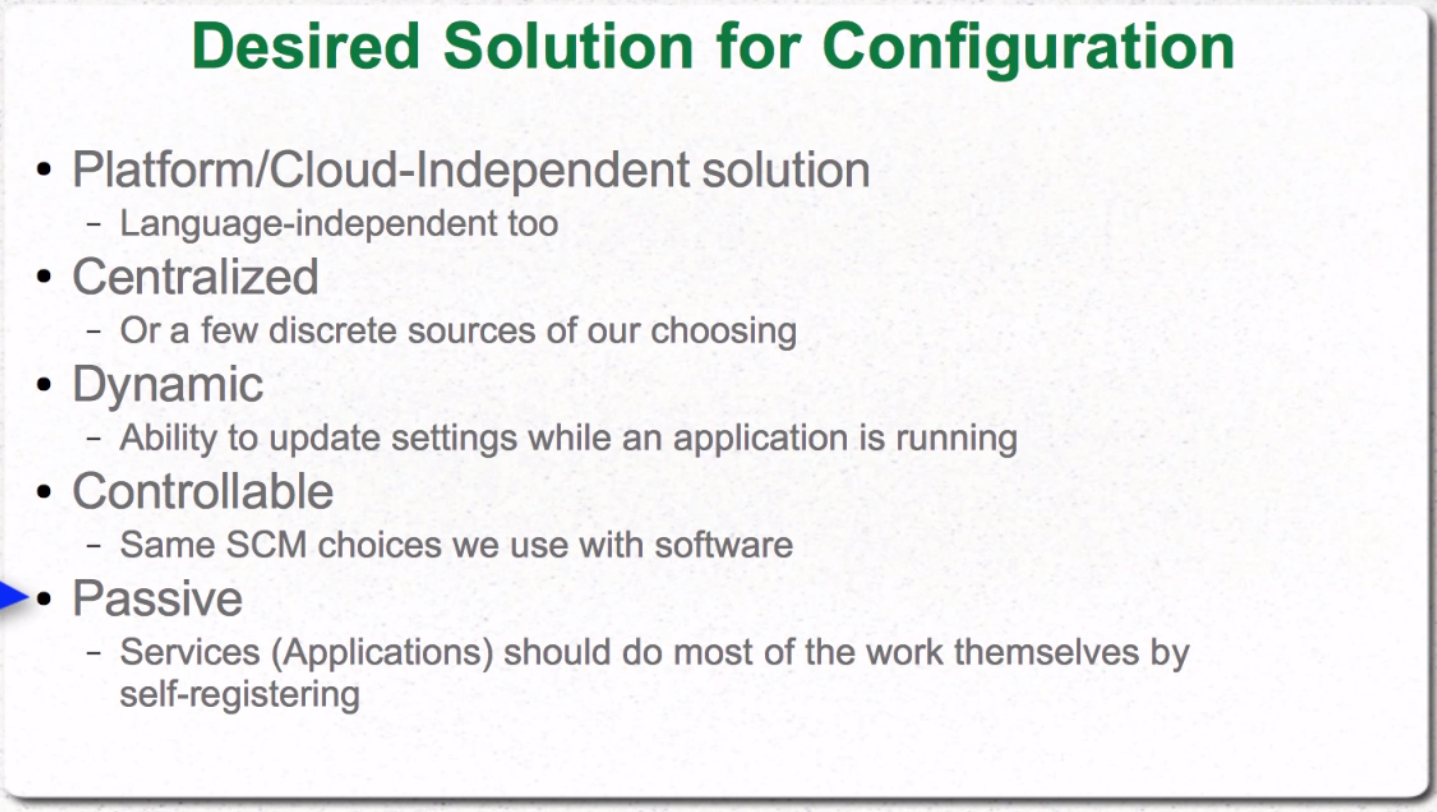 Desired Solution for Configuration
• Platform/Cloud-Independent solution
– Language-independent too
• Centralized
– Or a few discrete sources of our choosing
• Dynamic
– Ability to update settings while an application is running
• Controllable
– Same SCM choices we use with software
• Passive
– Services (Applications) should do most of the work themselves by
self-registering